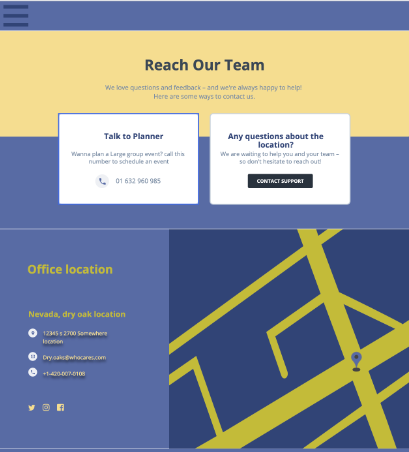 Reach Our Team
We love questions and feedback – and we're always happy to help!
Here are some ways to contact us.
Talk to Planner
Wanna plan a Large group event? call this
number to schedule an event
01 632 960 985
Any questions about the
location?
We are waiting to help you and your team –
so don't hesitate to reach out!
CONTACT SUPPORT
Office location
Nevada, dry oak location
12345 s 2700 Somewhere
location
Dry.oaks@whocares.com
+1-420-007-0108